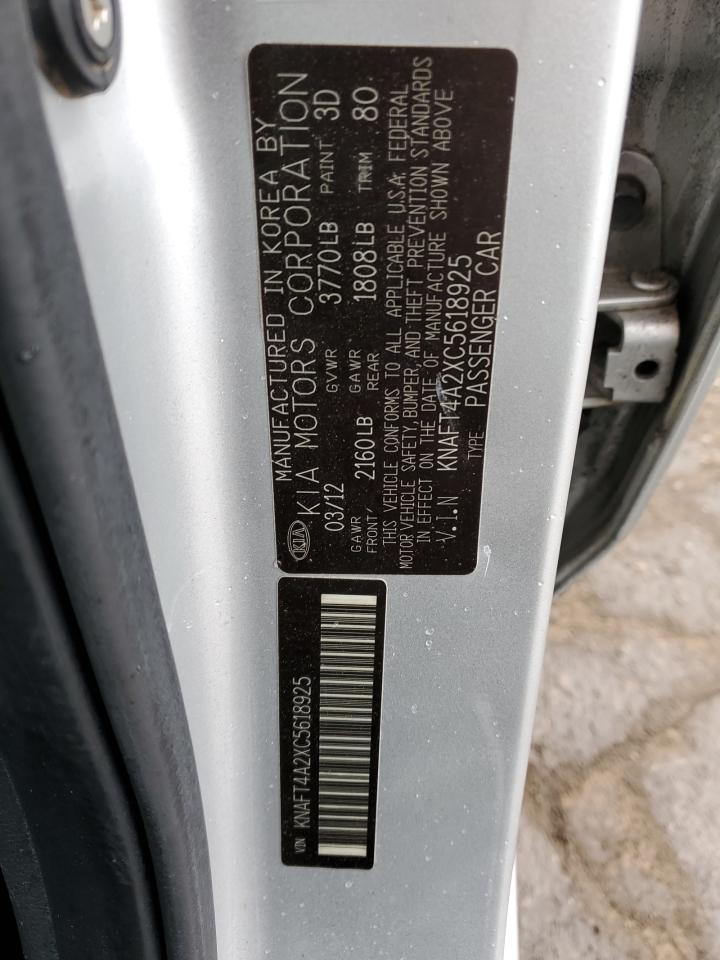 KIA
MANUFACTURED IN KOREA BY
KIA MOTORS CORPORATION
03/12 GVWR 3770LB PAINT 3D
GAWR FRONT/ 2160LB GAWR REAR 1808LB TRIM 80
THIS VEHICLE CONFORMS TO ALL APPLICABLE U.S.A. FEDERAL
MOTOR VEHICLE SAFETY, BUMPER, AND THEFT PREVENTION STANDARDS
IN EFFECT ON THE DATE OF MANUFACTURE SHOWN ABOVE
V.I.N KNAFT4A2XC5618925
TYPE PASSENGER CAR
VIN KNAFT4A2XC5618925